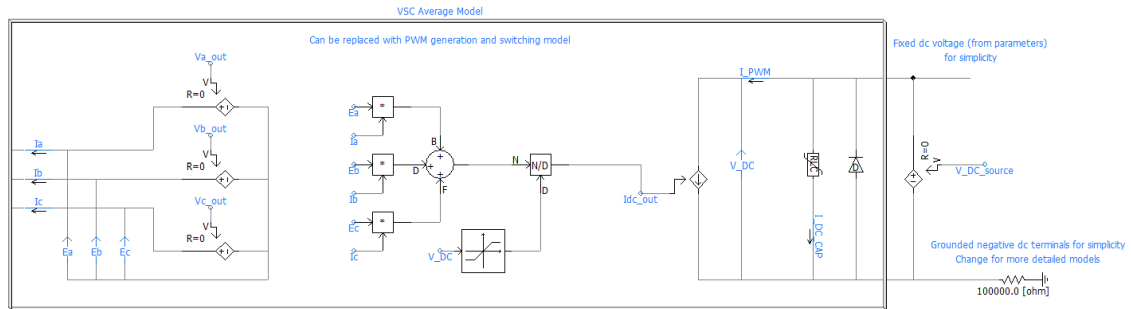 VSC Average Model
Can be replaced with PWM generation and switching model
Fixed dc voltage (from parameters)
for simplicity
Va_out
V
R=0
Vb_out
V
R=0
Vc_out
V
R=0
Ia
Ib
Ic
Ea
Eb
Ec
Ea
*
Ia
Eb
*
Ib
Ec
*
Ic
B
D
F
N
N/D
D
V_DC
Idc_out
I_PWM
V_DC
RLC
I_DC_CAP
D
R=0
V
V_DC_source
Grounded negative dc terminals for simplicity
Change for more detailed models
100000.0 [ohm]